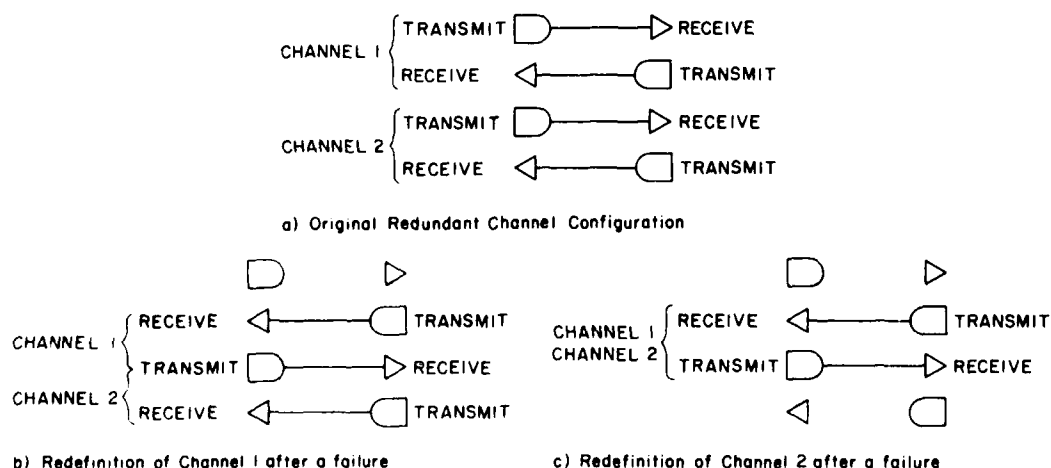 TRANSMIT RECEIVE
CHANNEL 1
RECEIVE TRANSMIT
TRANSMIT RECEIVE
CHANNEL 2
RECEIVE TRANSMIT
a) Original Redundant Channel Configuration
RECEIVE TRANSMIT
CHANNEL 1
TRANSMIT RECEIVE
CHANNEL 2
RECEIVE TRANSMIT
b) Redefinition of Channel 1 after a failure
RECEIVE TRANSMIT
CHANNEL 1
CHANNEL 2
TRANSMIT RECEIVE
c) Redefinition of Channel 2 after a failure